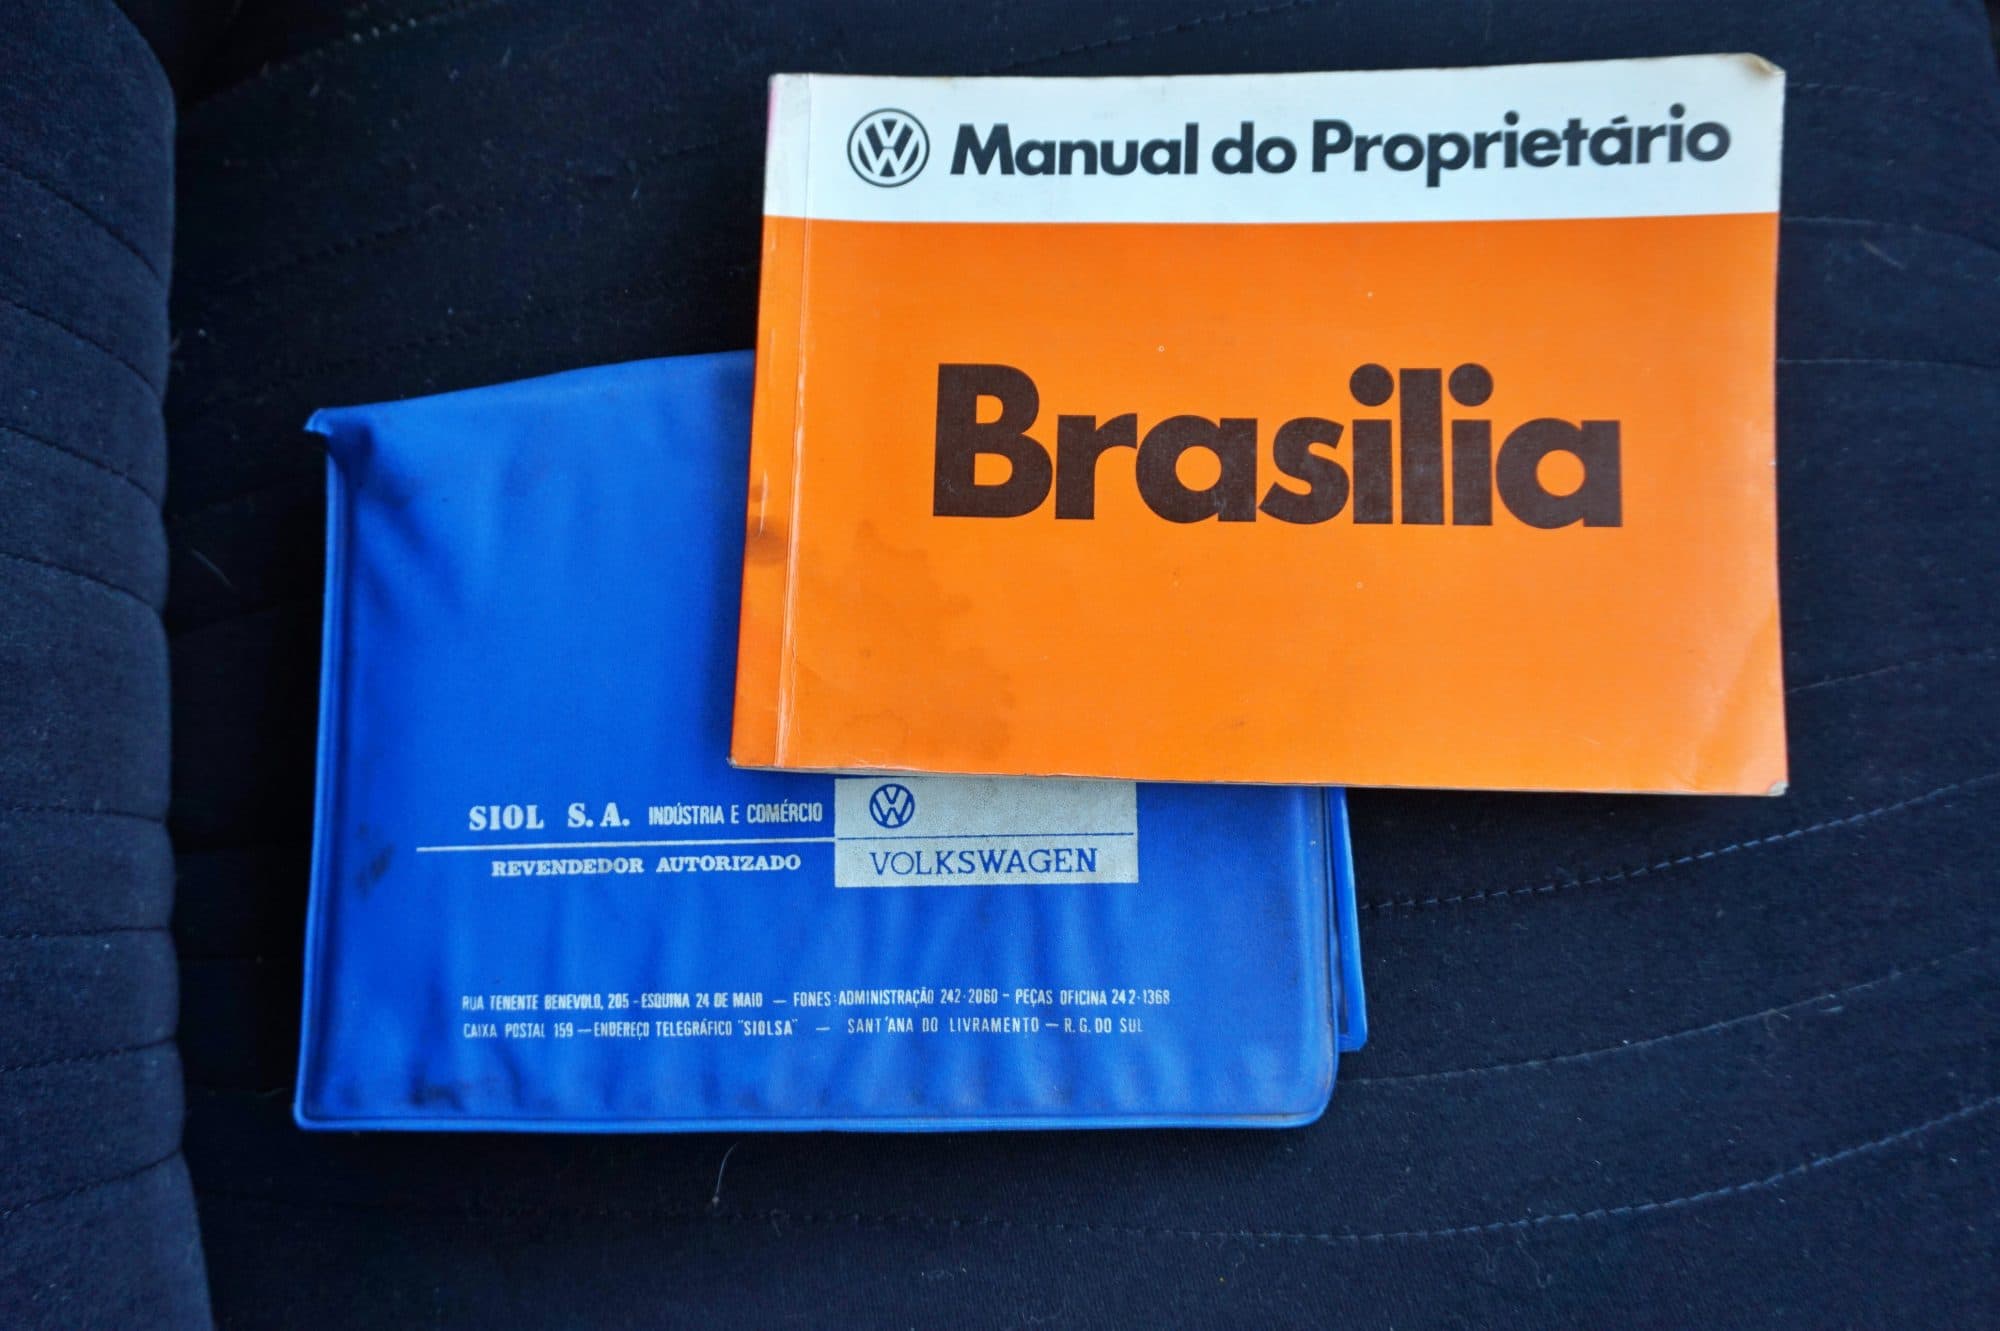 Manual do Proprietário
Brasilia
SIOL S.A. INDÚSTRIA E COMÉRCIO
REVENDEDOR AUTORIZADO
VOLKSWAGEN
RUA TENENTE BENEVOLO, 205 - ESQUINA 24 DE MAIO — FONES: ADMINISTRAÇÃO 242-2060 - PEÇAS OFICINA 242-1368
CAIXA POSTAL 159 — ENDEREÇO TELEGRÁFICO "SIOLSA" — SANT'ANA DO LIVRAMENTO — R. G. DO SUL